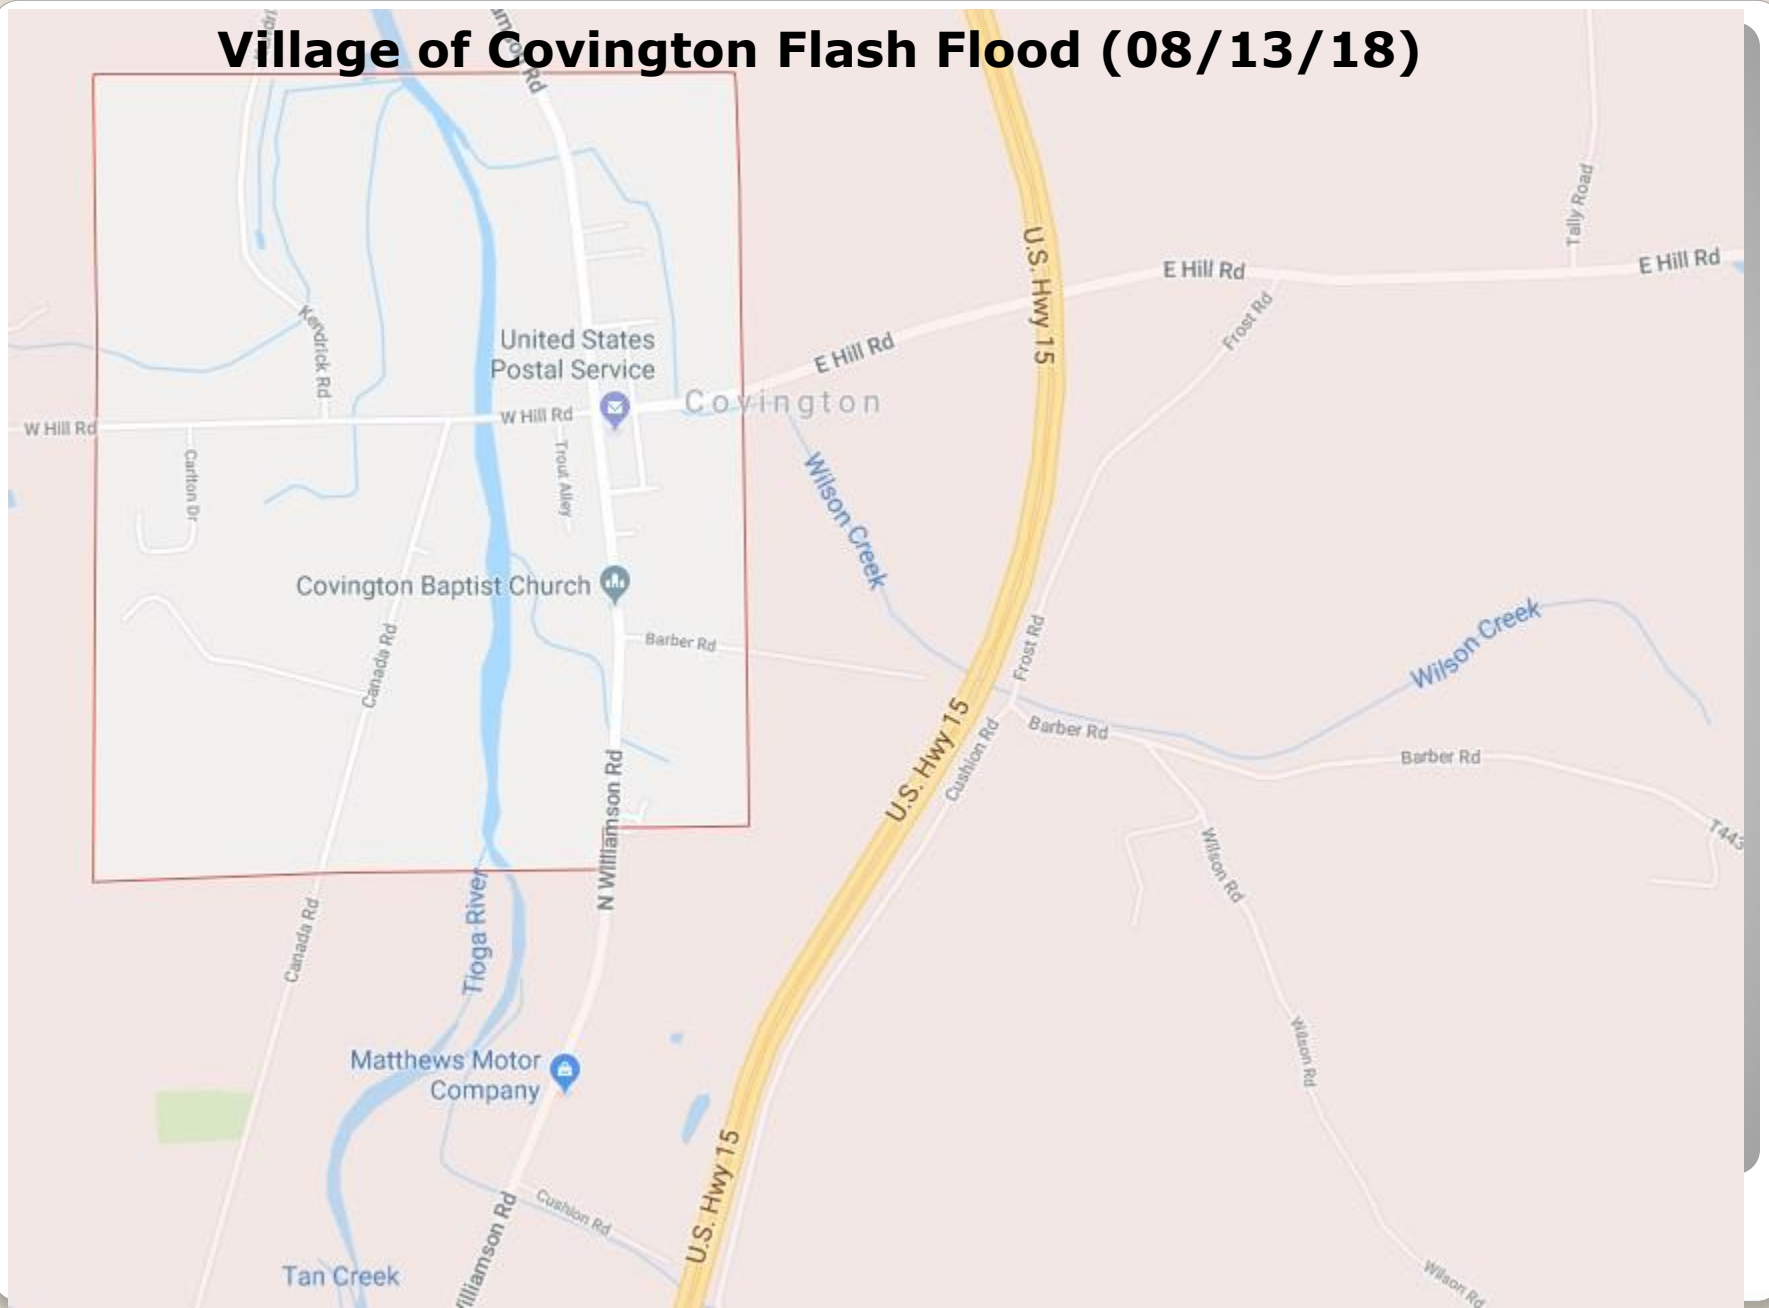 Village of Covington Flash Flood (08/13/18)
Tally Road
U.S. Hwy 15
E Hill Rd
E Hill Rd
Frost Rd
Kendrick Rd
United States
Postal Service
E Hill Rd
Covington
W Hill Rd
W Hill Rd
Carlton Dr
Trout Alley
Wilson Creek
Covington Baptist Church
Barber Rd
Canada Rd
Frost Rd
Wilson Creek
U.S. Hwy 15
Cushion Rd
Barber Rd
Barber Rd
N Williamson Rd
T443
Wilson Rd
Canada Rd
Tioga River
Matthews Motor
Company
Wilson Rd
U.S. Hwy 15
Cushion Rd
Williamson Rd
Tan Creek
Wilson Rd